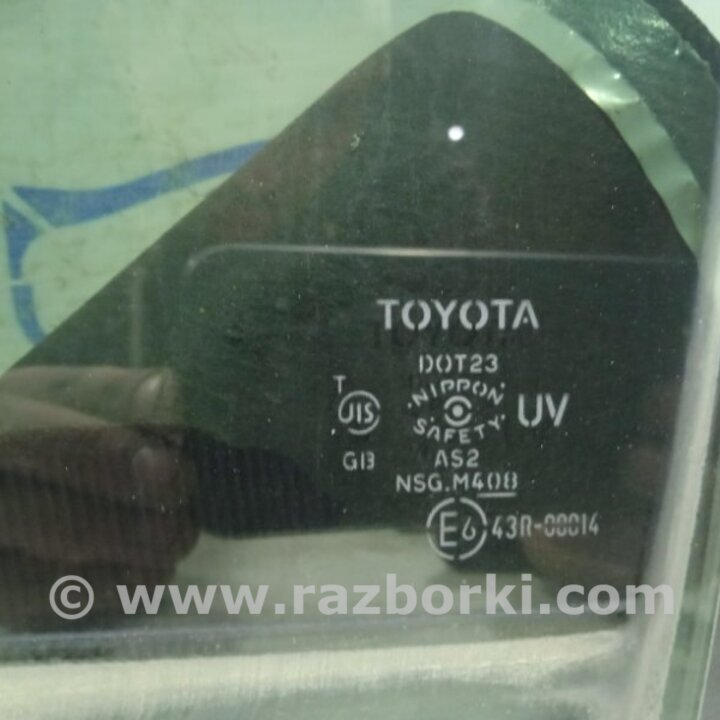 TOYOTA
DOT23
NIPPON
SAFETY
UV
T
JIS
GB
AS2
NSG.M408
E6 43R-00014
© www.razborki.com